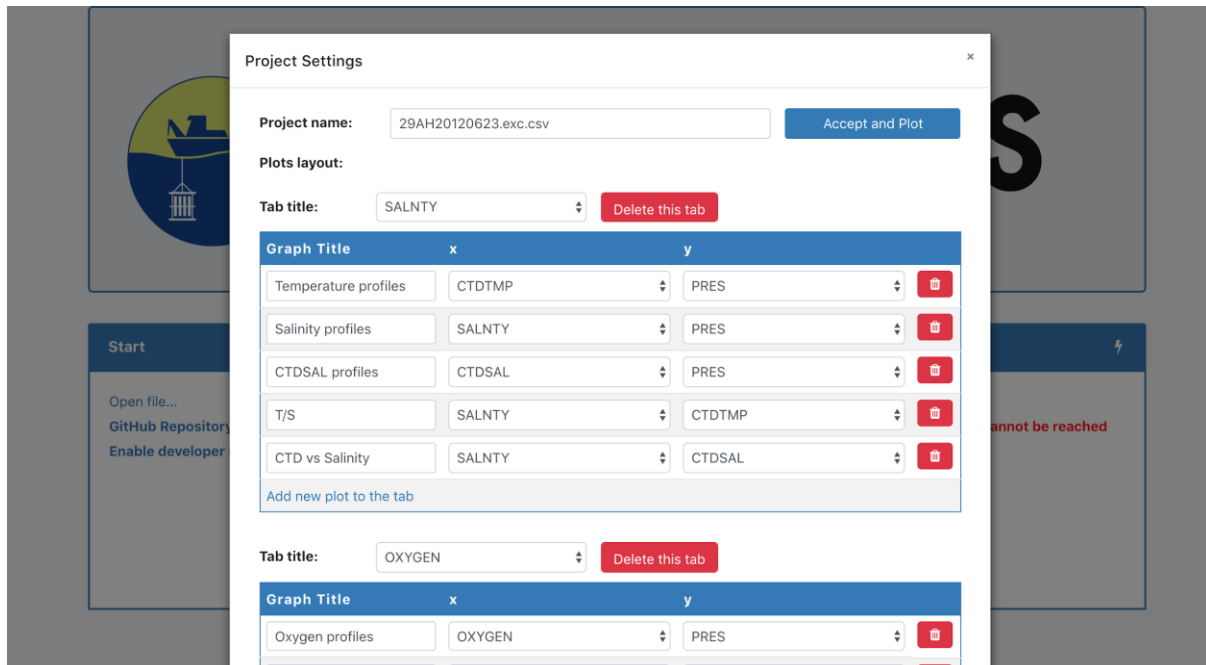 Project Settings ×
Project name: 29AH20120623.exc.csv Accept and Plot
Plots layout:
Tab title: SALNTY Delete this tab
Graph Title x y
Temperature profiles CTDTMP PRES
Salinity profiles SALNTY PRES
CTDSAL profiles CTDSAL PRES
T/S SALNTY CTDTMP
CTD vs Salinity SALNTY CTDSAL
Add new plot to the tab
Tab title: OXYGEN Delete this tab
Graph Title x y
Oxygen profiles OXYGEN PRES
S
Start
Open file...
GitHub Repository
Enable developer
annot be reached